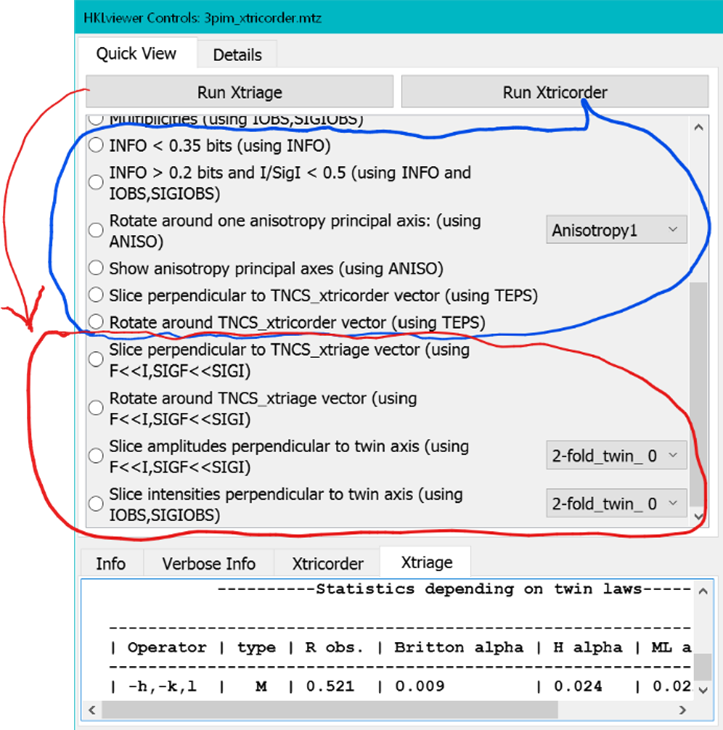 HKLviewer Controls: 3pim_xtricorder.mtz
Quick View
Details
Run Xtriage
Run Xtricorder
Multiplicities (using IOBS,SIGIOBS)
INFO < 0.35 bits (using INFO)
INFO > 0.2 bits and I/SigI < 0.5 (using INFO and
IOBS,SIGIOBS)
Rotate around one anisotropy principal axis: (using
ANISO)
Anisotropy1
Show anisotropy principal axes (using ANISO)
Slice perpendicular to TNCS_xtricorder vector (using TEPS)
Rotate around TNCS_xtricorder vector (using TEPS)
Slice perpendicular to TNCS_xtriage vector (using
F<<I,SIGF<<SIGI)
Rotate around TNCS_xtriage vector (using
F<<I,SIGF<<SIGI)
Slice amplitudes perpendicular to twin axis (using
F<<I,SIGF<<SIGI)
2-fold_twin_ 0
Slice intensities perpendicular to twin axis (using
IOBS,SIGIOBS)
2-fold_twin_ 0
Info
Verbose Info
Xtricorder
Xtriage
----------Statistics depending on twin laws-----
| Operator | type | R obs. | Britton alpha | H alpha | ML a
| -h,-k,l | M | 0.521 | 0.009 | 0.024 | 0.02